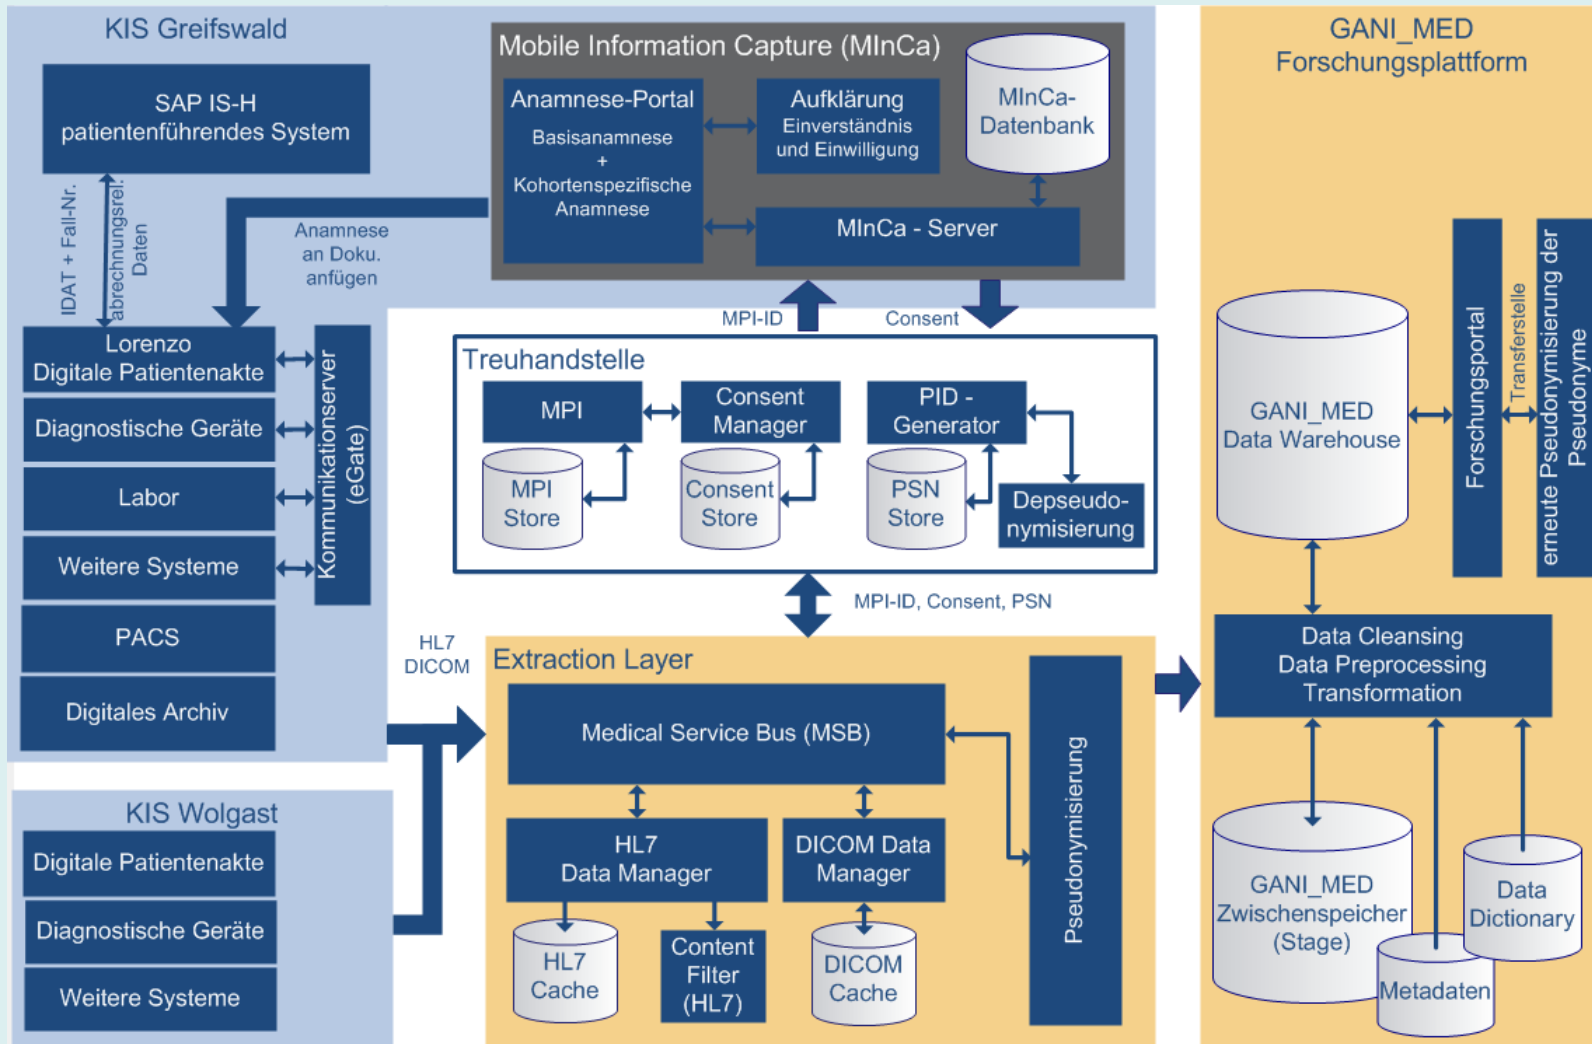 KIS Greifswald
SAP IS-H
patientenführendes System
IDAT + Fall-Nr.
abrechnungsrel.
Daten
Anamnese
an Doku.
anfügen
Lorenzo
Digitale Patientenakte
Diagnostische Geräte
Labor
Weitere Systeme
PACS
Digitales Archiv
Kommunikationserver
(eGate)
KIS Wolgast
Digitale Patientenakte
Diagnostische Geräte
Weitere Systeme
HL7
DICOM
Mobile Information Capture (MInCa)
Anamnese-Portal
Basisanamnese
+
Kohortenspezifische
Anamnese
Aufklärung
Einverständnis
und Einwilligung
MInCa-
Datenbank
MInCa - Server
MPI-ID
Consent
Treuhandstelle
MPI
Consent
Manager
PID -
Generator
MPI
Store
Consent
Store
PSN
Store
Depseudo-
nymisierung
MPI-ID, Consent, PSN
Extraction Layer
Medical Service Bus (MSB)
HL7
Data Manager
DICOM Data
Manager
HL7
Cache
Content
Filter
(HL7)
DICOM
Cache
Pseudonymisierung
GANI_MED
Forschungsplattform
GANI_MED
Data Warehouse
Forschungsportal
Transferstelle
erneute Pseudonymisierung der
Pseudonyme
Data Cleansing
Data Preprocessing
Transformation
GANI_MED
Zwischenspeicher
(Stage)
Metadaten
Data
Dictionary